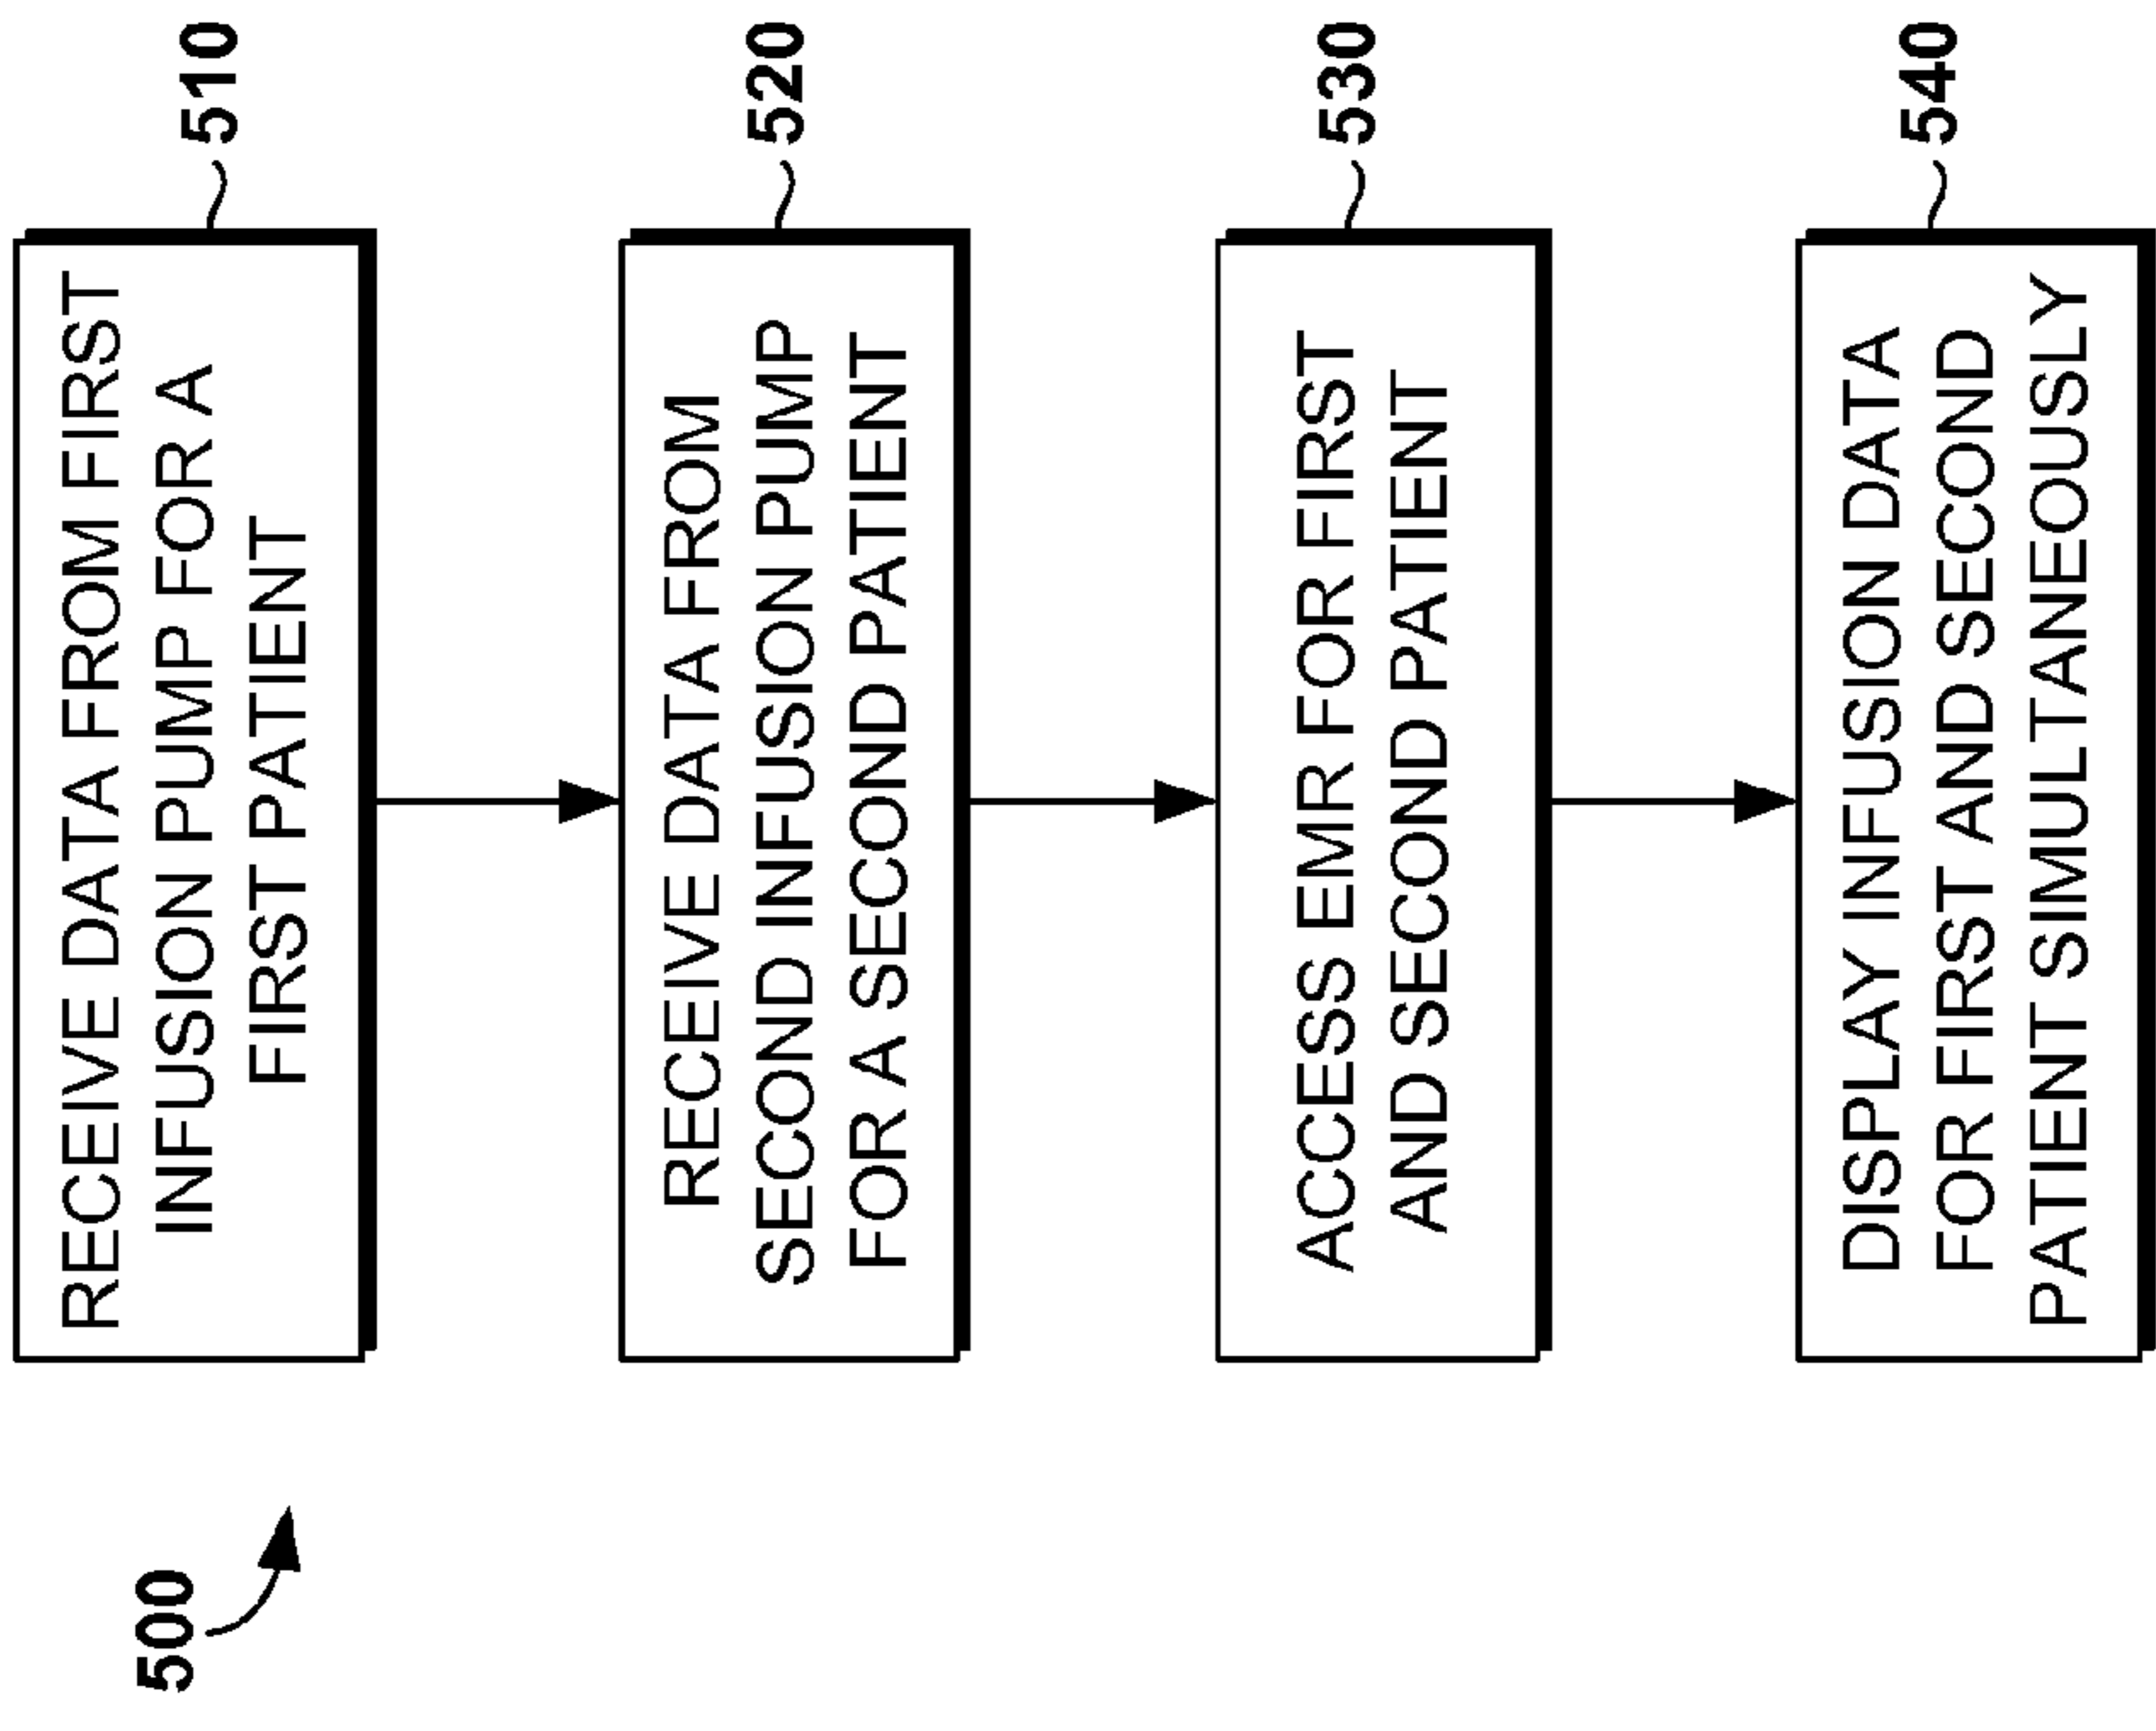 500
RECEIVE DATA FROM FIRST
INFUSION PUMP FOR A
FIRST PATIENT
510
RECEIVE DATA FROM
SECOND INFUSION PUMP
FOR A SECOND PATIENT
520
ACCESS EMR FOR FIRST
AND SECOND PATIENT
530
DISPLAY INFUSION DATA
FOR FIRST AND SECOND
PATIENT SIMULTANEOUSLY
540